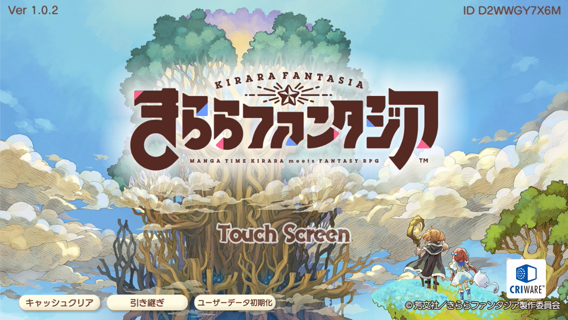 Ver 1.0.2
ID D2WWGY7X6M
KIRARA FANTASIA
きららファンタジア
TM
MANGA TIME KIRARA meets FANTASY RPG
Touch Screen
キャッシュクリア
引き継ぎ
ユーザーデータ初期化
CRIWARE
© 芳文社／きららファンタジア製作委員会